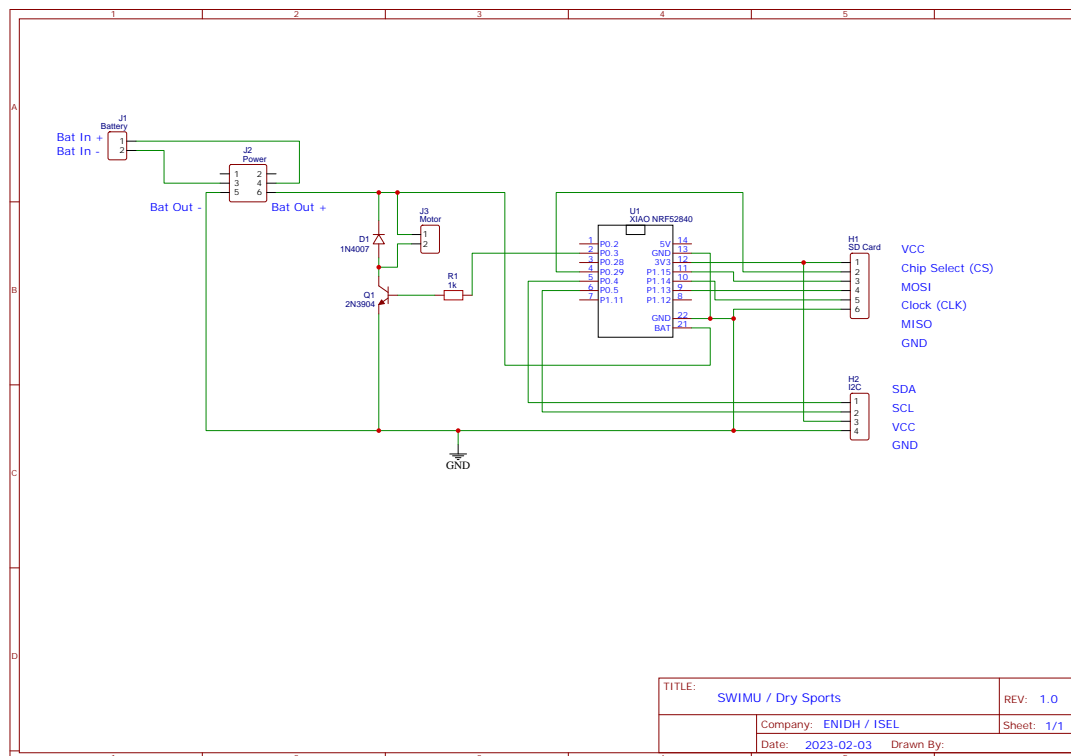 1 2 3 4 5
A
B
C
D
J1
Battery
Bat In +
Bat In -
1
2
J2
Power
1 2
3 4
5 6
Bat Out -
Bat Out +
J3
Motor
1
2
D1
1N4007
Q1
2N3904
R1
1k
U1
XIAO NRF52840
1 P0.2
2 P0.3
3 P0.28
4 P0.29
5 P0.4
6 P0.5
7 P1.11
5V 14
GND 13
3V3 12
P1.15 11
P1.14 10
P1.13 9
P1.12 8
GND 22
BAT 21
H1
SD Card
1
2
3
4
5
6
VCC
Chip Select (CS)
MOSI
Clock (CLK)
MISO
GND
H2
I2C
1
2
3
4
SDA
SCL
VCC
GND
GND
TITLE:
SWIMU / Dry Sports
REV: 1.0
Company: ENIDH / ISEL
Sheet: 1/1
Date: 2023-02-03 Drawn By: